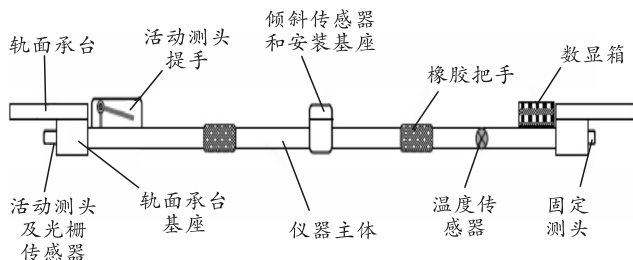 轨面承台
活动测头
提手
倾斜传感器
和安装基座
橡胶把手
数显箱
活动测头
及光栅
传感器
轨面承台
基座
仪器主体
温度传
感器
固定
测头